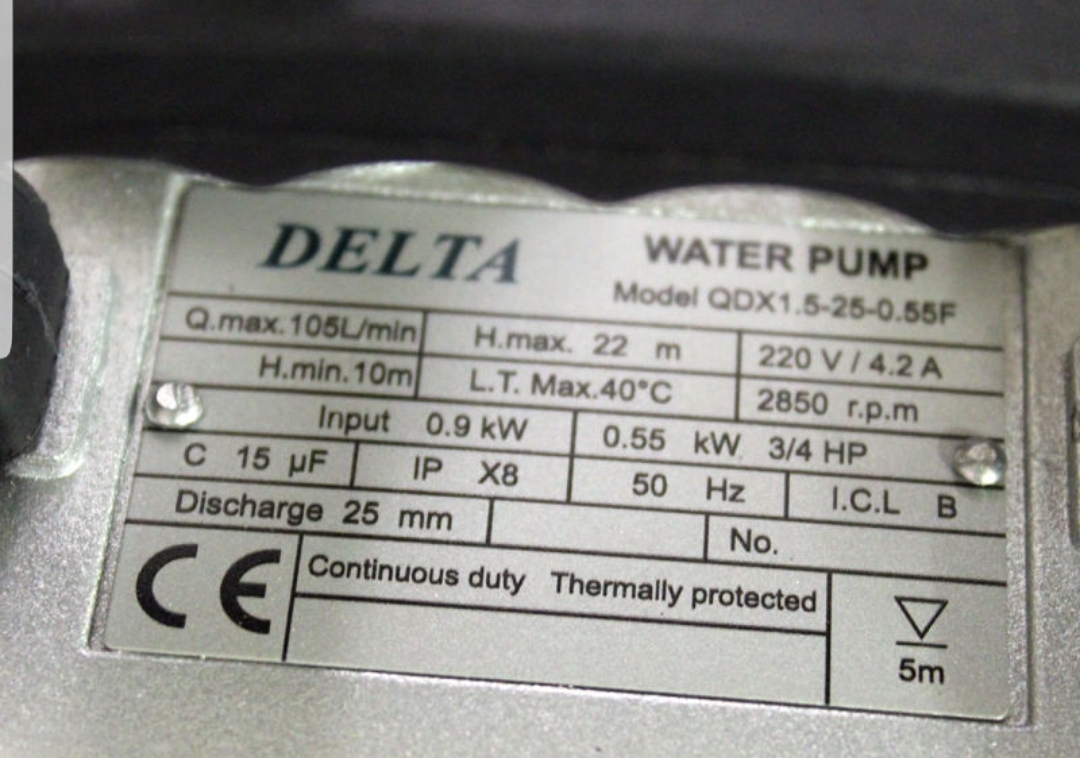 DELTA WATER PUMP
Model QDX1.5-25-0.55F
Q.max.105L/min H.max. 22 m 220 V / 4.2 A
H.min.10m L.T. Max.40°C 2850 r.p.m
Input 0.9 kW 0.55 kW 3/4 HP
C 15 µF IP X8 50 Hz I.C.L B
Discharge 25 mm No.
CE Continuous duty Thermally protected
5m